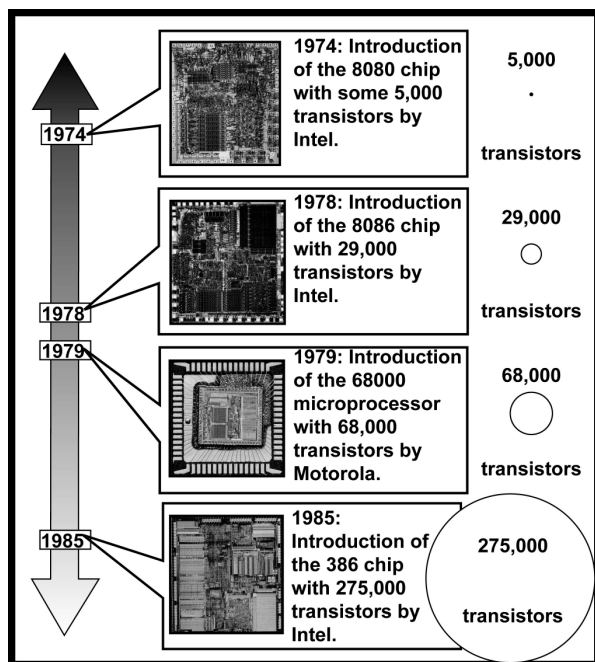 1974
1974: Introduction
of the 8080 chip
with some 5,000
transistors by
Intel.
5,000
transistors
1978
1978: Introduction
of the 8086 chip
with 29,000
transistors by
Intel.
29,000
transistors
1979
1979: Introduction
of the 68000
microprocessor
with 68,000
transistors by
Motorola.
68,000
transistors
1985
1985:
Introduction of
the 386 chip
with 275,000
transistors by
Intel.
275,000
transistors